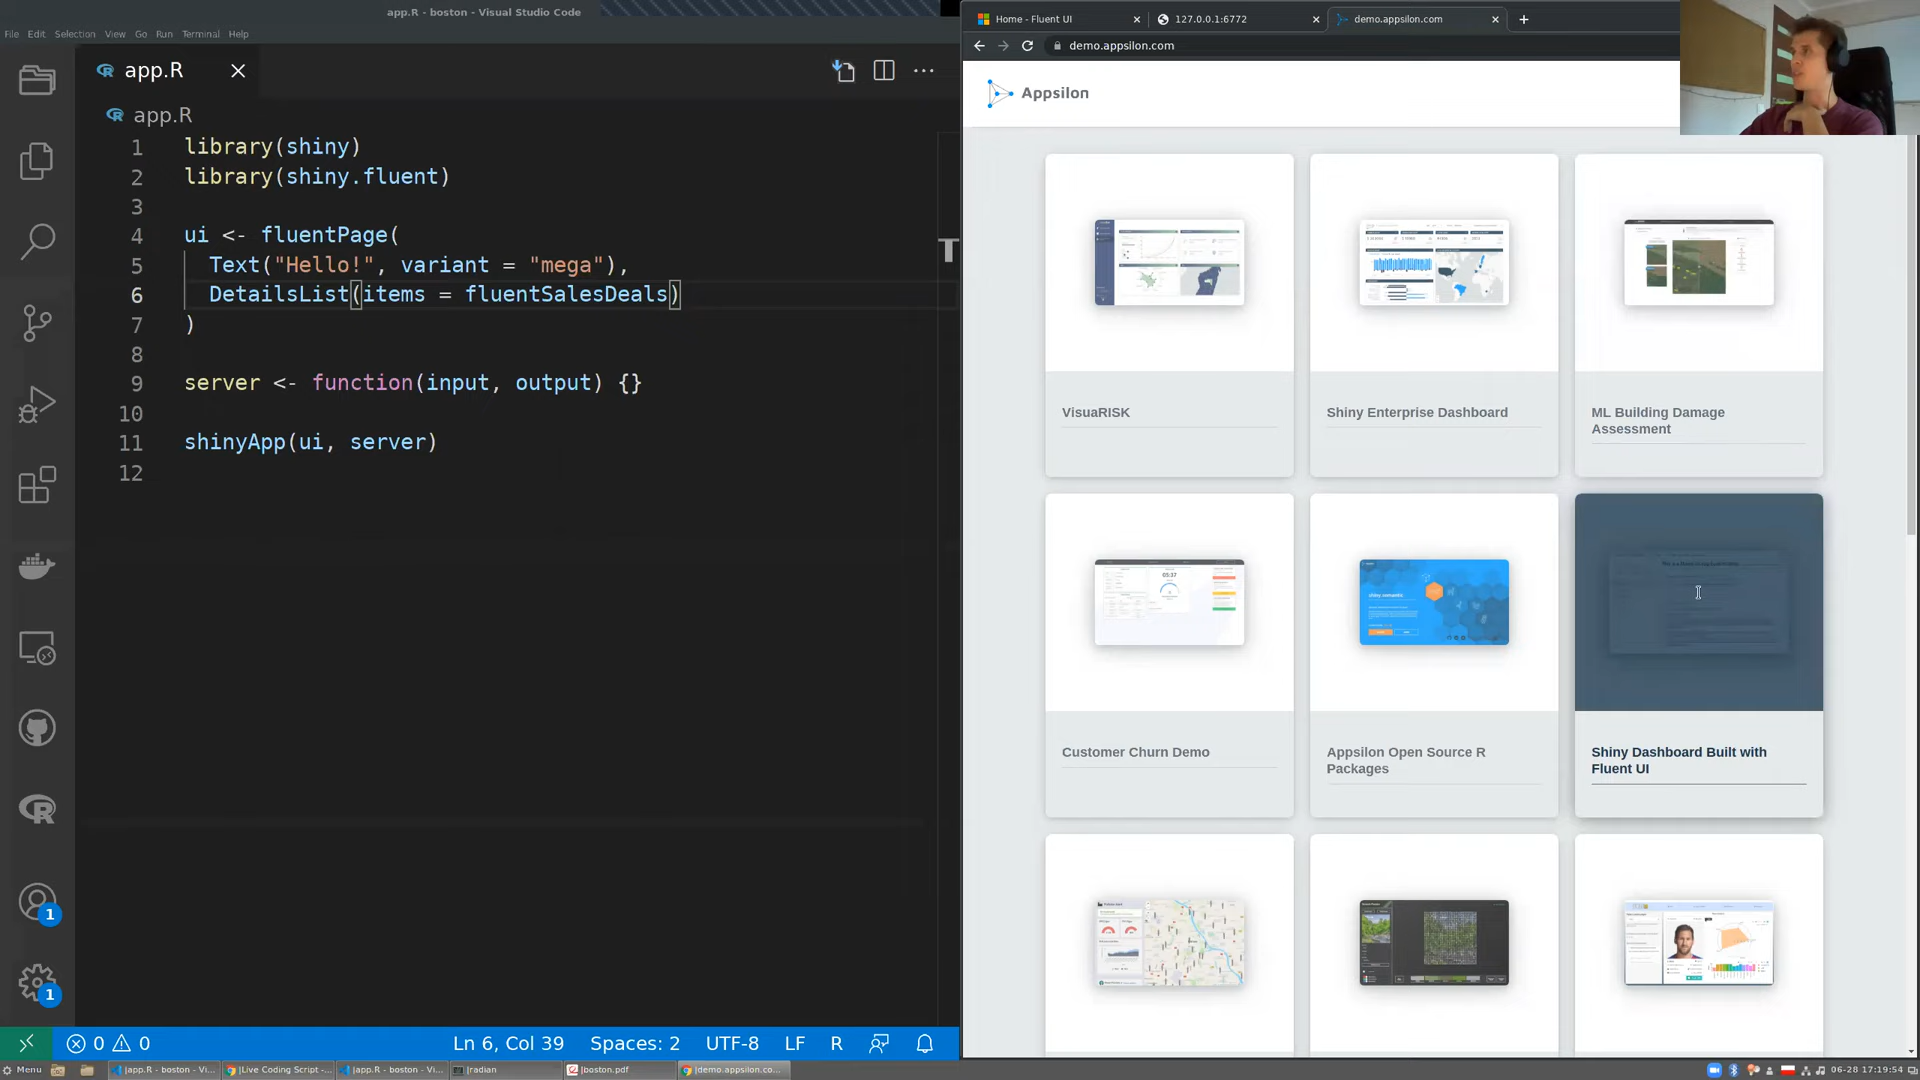 app.R - boston - Visual Studio Code
File Edit Selection View Go Run Terminal Help
app.R
app.R
1 library(shiny)
2 library(shiny.fluent)
3
4 ui <- fluentPage(
5 Text("Hello!", variant = "mega"),
6 DetailsList(items = fluentSalesDeals)
7 )
8
9 server <- function(input, output) {}
10
11 shinyApp(ui, server)
12
1
1
0 0
Ln 6, Col 39 Spaces: 2 UTF-8 LF R
Home - Fluent UI
127.0.0.1:6772
demo.appsilon.com
demo.appsilon.com
Appsilon
VisuaRISK
Shiny Enterprise Dashboard
ML Building Damage
Assessment
Customer Churn Demo
Appsilon Open Source R
Packages
Shiny Dashboard Built with
Fluent UI
shiny semantic
05:37
Menu
|app.R - boston - Vi...
|Live Coding Script -...
|app.R - boston - Vi...
|radian
|boston.pdf
|demo.appsilon.co...
06-28 17:19:54